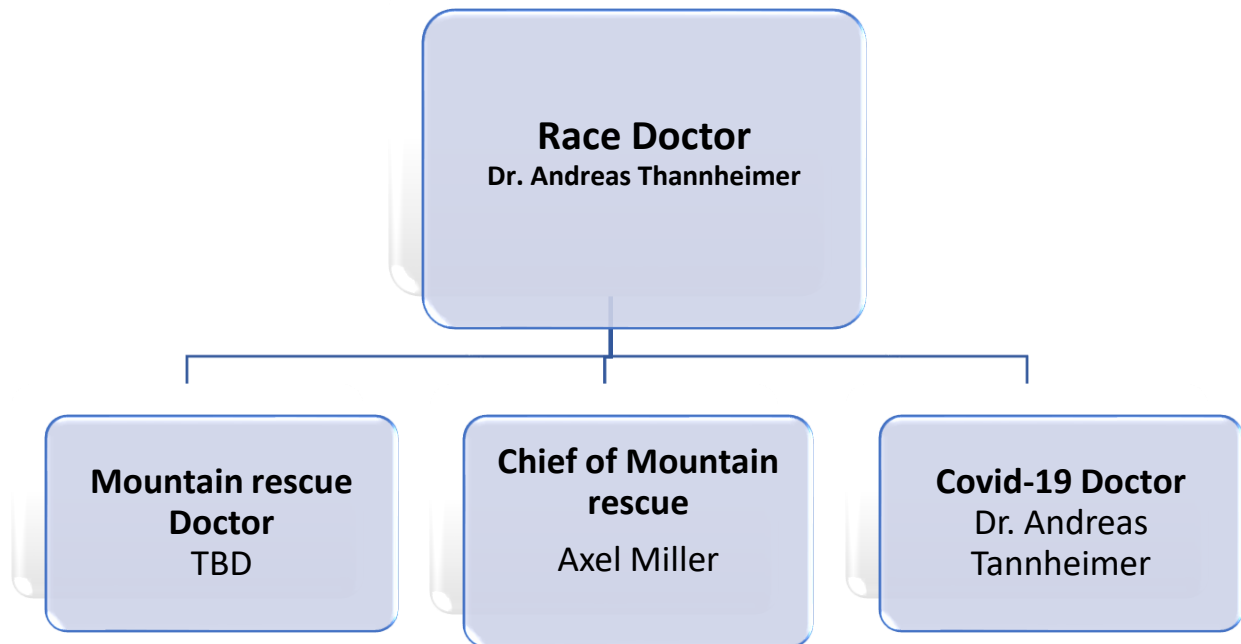 Race Doctor
Dr. Andreas Thannheimer
Mountain rescue
Doctor
TBD
Chief of Mountain
rescue
Axel Miller
Covid-19 Doctor
Dr. Andreas
Tannheimer